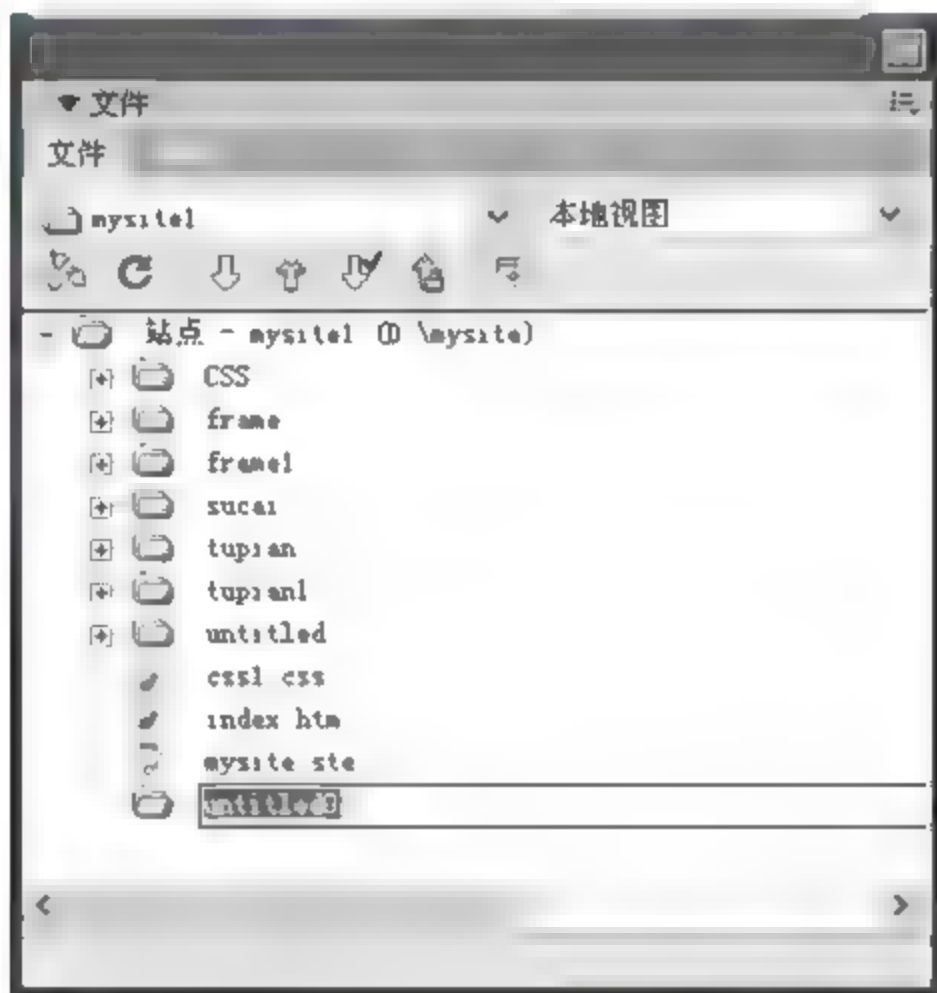 文件
文件
mysite1 本地视图
站点 - mysite1 (D \mysite)
CSS
frame
frame1
sucai
tupian
tupian1
untitled
css1 css
index htm
mysite ste